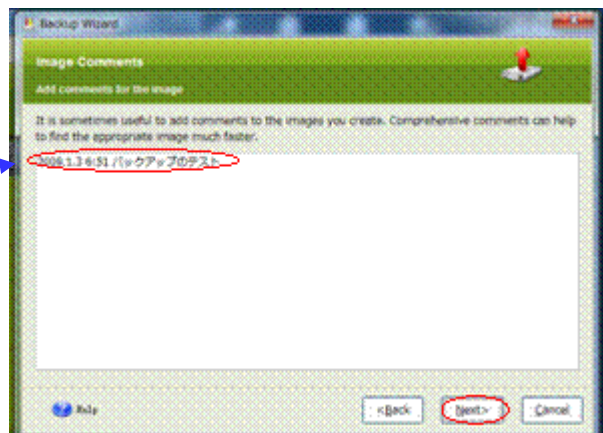 Backup Wizard
Image Comments
Add comments for the image
It is sometimes useful to add comments to the images you create. Comprehensive comments can help
to find the appropriate image much faster.
2009.1.3 6:51 バックアップのテスト
Help
<Back
Next>
Cancel